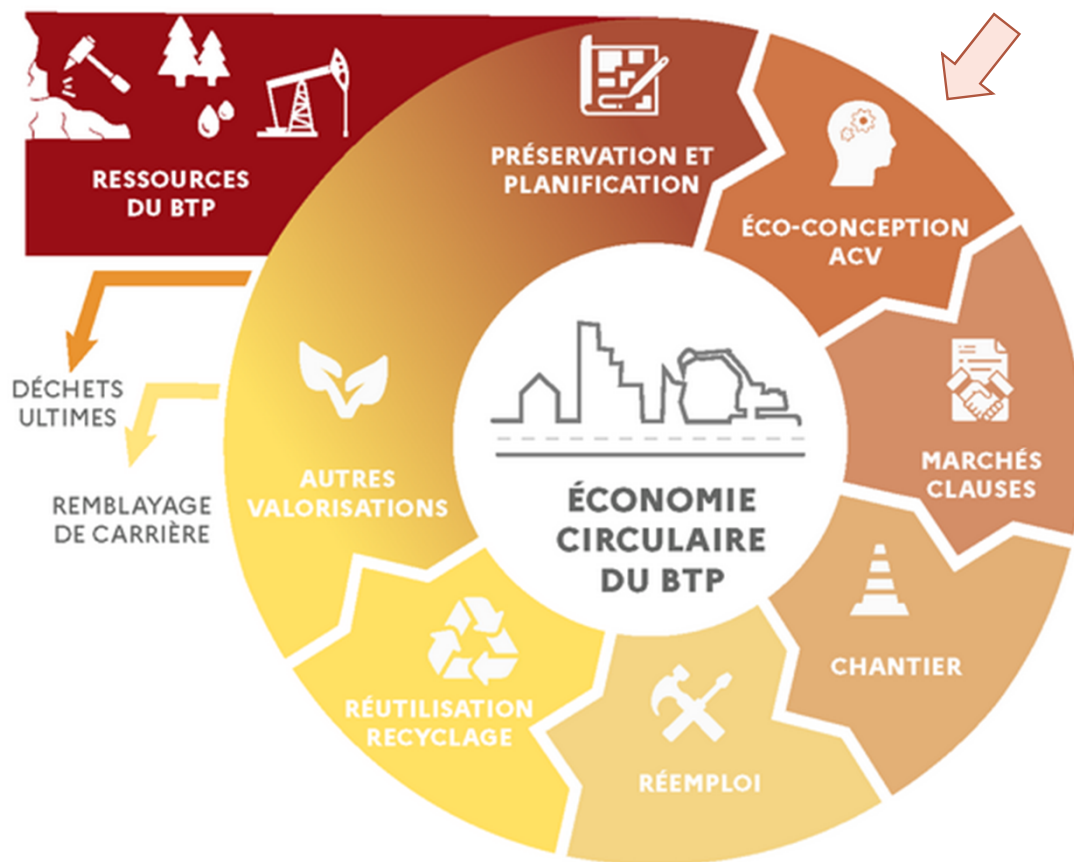 RESSOURCES
DU BTP
PRÉSERVATION ET
PLANIFICATION
ÉCO-CONCEPTION
ACV
MARCHÉS
CLAUSES
CHANTIER
RÉEMPLOI
RÉUTILISATION
RECYCLAGE
AUTRES
VALORISATIONS
DÉCHETS
ULTIMES
REMBLAYAGE
DE CARRIÈRE
ÉCONOMIE
CIRCULAIRE
DU BTP